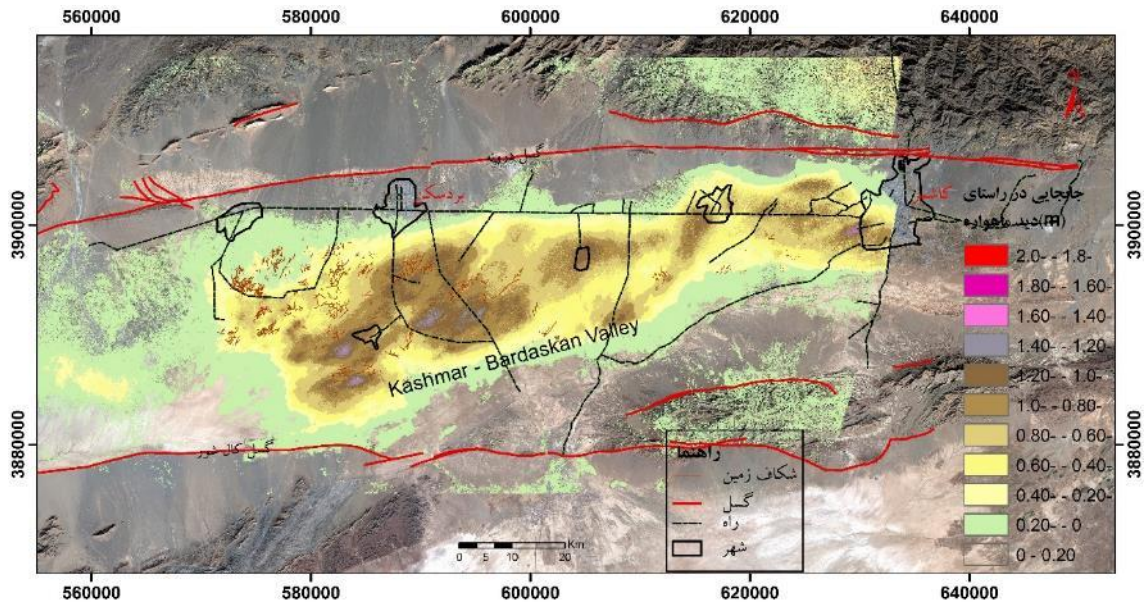 560000 580000 600000 620000 640000
3900000
3880000
گسل درونه
بردسکن
جابجایی در راستای
دید ماهواره(m)
3900000
3880000
2.0- - 1.8-
1.80- - 1.60-
1.60 - - 1.40-
1.40- - 1.20-
1.20- - 1.0-
1.0- - 0.80-
0.80- - 0.60-
0.60- - 0.40-
0.40- - 0.20-
0.20- - 0
0 - 0.20
Kashmar - Bardaskan Valley
گسل کال شور
راهنما
شکاف زمین
گسل
راه
شهر
0 5 10 20
Km
560000 580000 600000 620000 640000